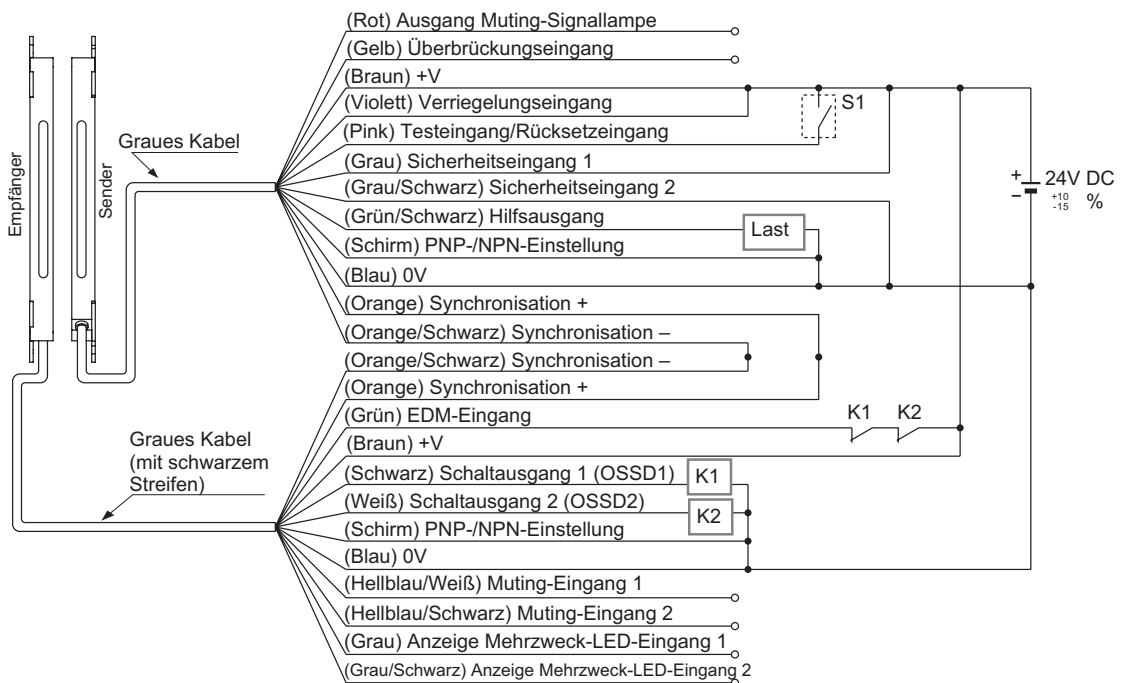 (Rot) Ausgang Muting-Signallampe
(Gelb) Überbrückungseingang
(Braun) +V
(Violett) Verriegelungseingang
S1
(Pink) Testeingang/Rücksetzeingang
Graues Kabel
(Grau) Sicherheitseingang 1
Empfänger
Sender
(Grau/Schwarz) Sicherheitseingang 2
+
–
24V DC
+10
-15
%
(Grün/Schwarz) Hilfsausgang
Last
(Schirm) PNP-/NPN-Einstellung
(Blau) 0V
(Orange) Synchronisation +
(Orange/Schwarz) Synchronisation –
(Orange/Schwarz) Synchronisation –
(Orange) Synchronisation +
(Grün) EDM-Eingang
K1 K2
Graues Kabel
(mit schwarzem
Streifen)
(Braun) +V
(Schwarz) Schaltausgang 1 (OSSD1)
K1
(Weiß) Schaltausgang 2 (OSSD2)
K2
(Schirm) PNP-/NPN-Einstellung
(Blau) 0V
(Hellblau/Weiß) Muting-Eingang 1
(Hellblau/Schwarz) Muting-Eingang 2
(Grau) Anzeige Mehrzweck-LED-Eingang 1
(Grau/Schwarz) Anzeige Mehrzweck-LED-Eingang 2